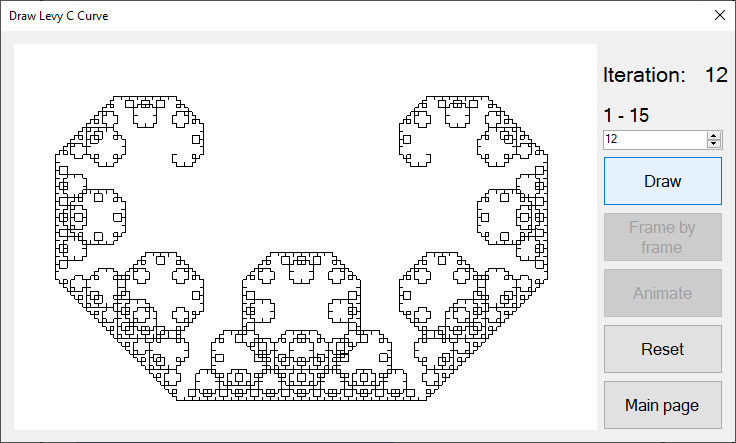 Draw Levy C Curve
Iteration: 12
1 - 15
12
Draw
Frame by
frame
Animate
Reset
Main page